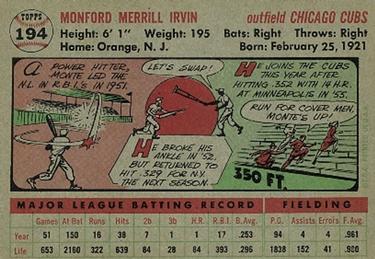 TOPPS
194
MONFORD MERRILL IRVIN
outfield CHICAGO CUBS
Height: 6' 1" Weight: 195 Bats: Right Throws: Right
Home: Orange, N. J. Born: February 25, 1921
A POWER HITTER, MONTE LED THE N.L. IN R.B.I.'S IN 1951.
LET'S SWAP!
HE BROKE HIS ANKLE IN '52, BUT RETURNED TO HIT .329 FOR N.Y. THE NEXT SEASON.
HE JOINS THE CUBS THIS YEAR AFTER HITTING .352 WITH 14 H.R. AT MINNEAPOLIS IN '55.
RUN FOR COVER MEN, MONTE'S UP!
350 FT.
MAJOR LEAGUE BATTING RECORD FIELDING
Games At Bat Runs Hits 2b 3b H.R. R.B.I. B.Avg. P.O. Assists Errors F.Avg.
Year 51 150 16 38 7 1 1 17 .253 94 3 4 .961
Life 653 2160 322 639 84 28 84 393 .296 1838 152 41 .980